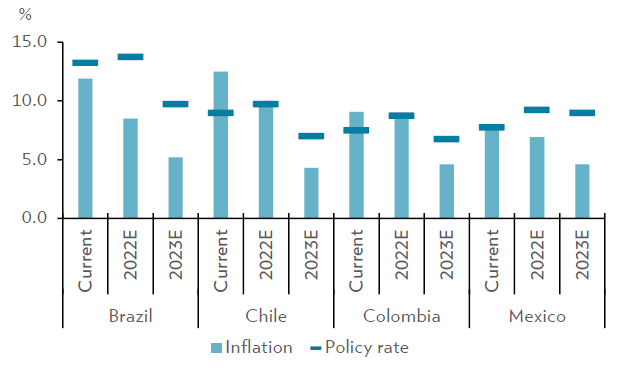 %
15.0
10.0
5.0
0.0
Current
2022E
2023E
Current
2022E
2023E
Current
2022E
2023E
Current
2022E
2023E
Brazil
Chile
Colombia
Mexico
Inflation
Policy rate